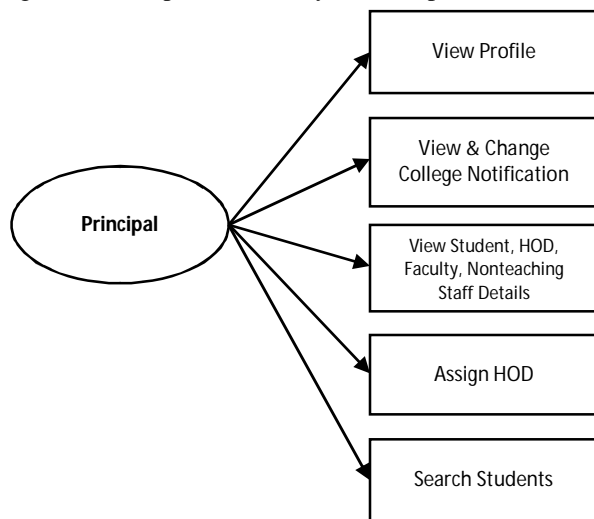 View Profile
View & Change
College Notification
Principal
View Student, HOD,
Faculty, Nonteaching
Staff Details
Assign HOD
Search Students